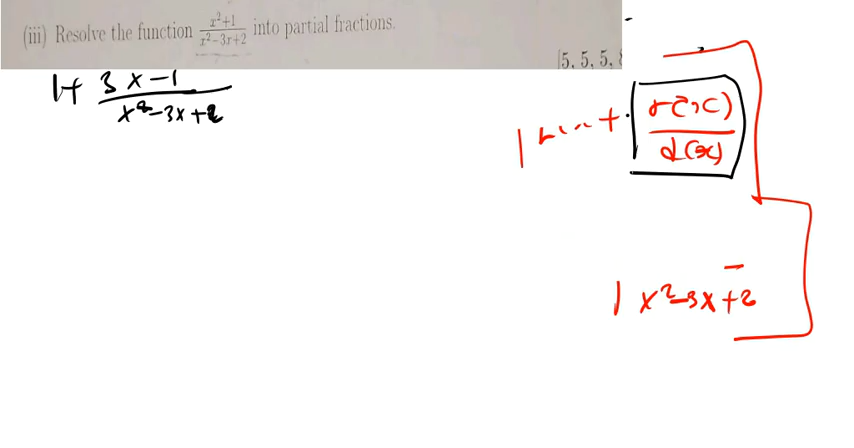 (iii) Resolve the function x²+1 / x²−3x+2 into partial fractions.
[5, 5, 5, 8
1+ 3x−1 / x²−3x+2
+ r(x) / d(x)
x²−3x+2